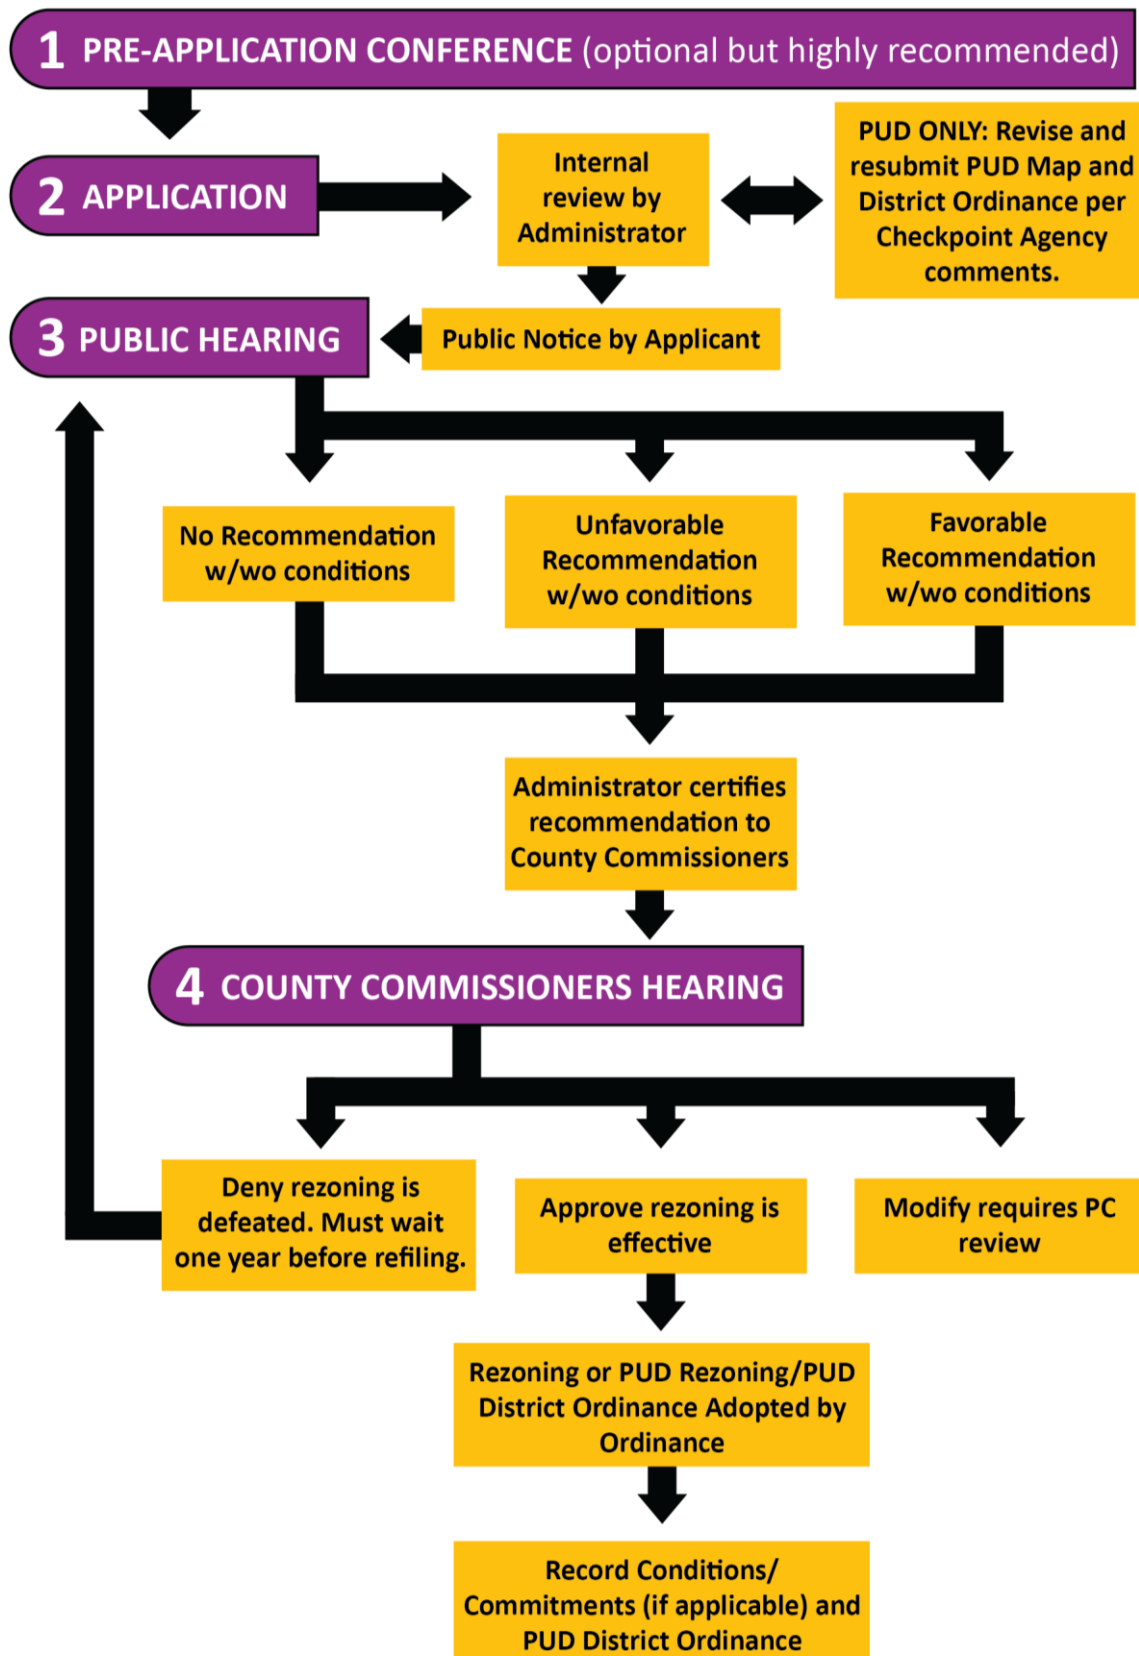 1 PRE-APPLICATION CONFERENCE (optional but highly recommended)
2 APPLICATION
Internal
review by
Administrator
PUD ONLY: Revise and
resubmit PUD Map and
District Ordinance per
Checkpoint Agency
comments.
3 PUBLIC HEARING
Public Notice by Applicant
No Recommendation
w/wo conditions
Unfavorable
Recommendation
w/wo conditions
Favorable
Recommendation
w/wo conditions
Administrator certifies
recommendation to
County Commissioners
4 COUNTY COMMISSIONERS HEARING
Deny rezoning is
defeated. Must wait
one year before refiling.
Approve rezoning is
effective
Modify requires PC
review
Rezoning or PUD Rezoning/PUD
District Ordinance Adopted by
Ordinance
Record Conditions/
Commitments (if applicable) and
PUD District Ordinance